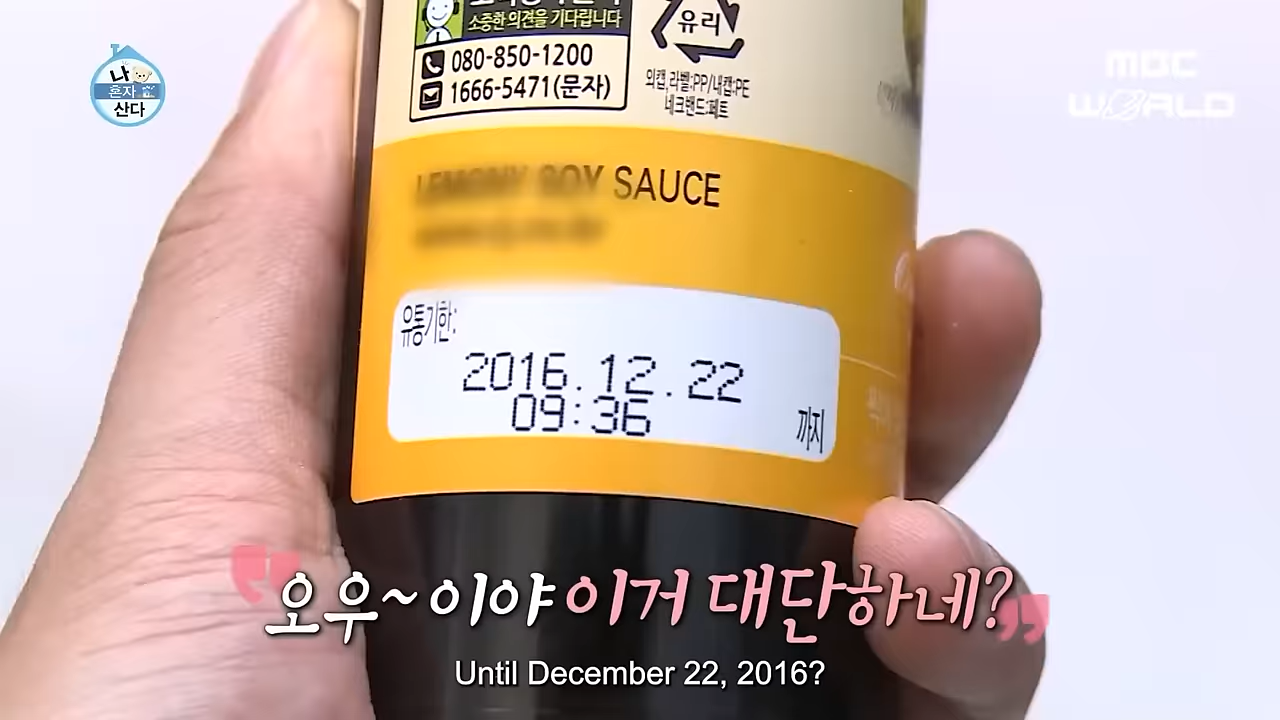 나
혼자
산다
MBC
WORLD
소중한 의견을 기다립니다
080-850-1200
1666-5471(문자)
유리
외캡,라벨:PP/내캡:PE
넥크밴드:페트
LEMONY SOY SAUCE
유통기한:
2016.12.22
09:36
까지
오우~이야 이거 대단하네?
Until December 22, 2016?